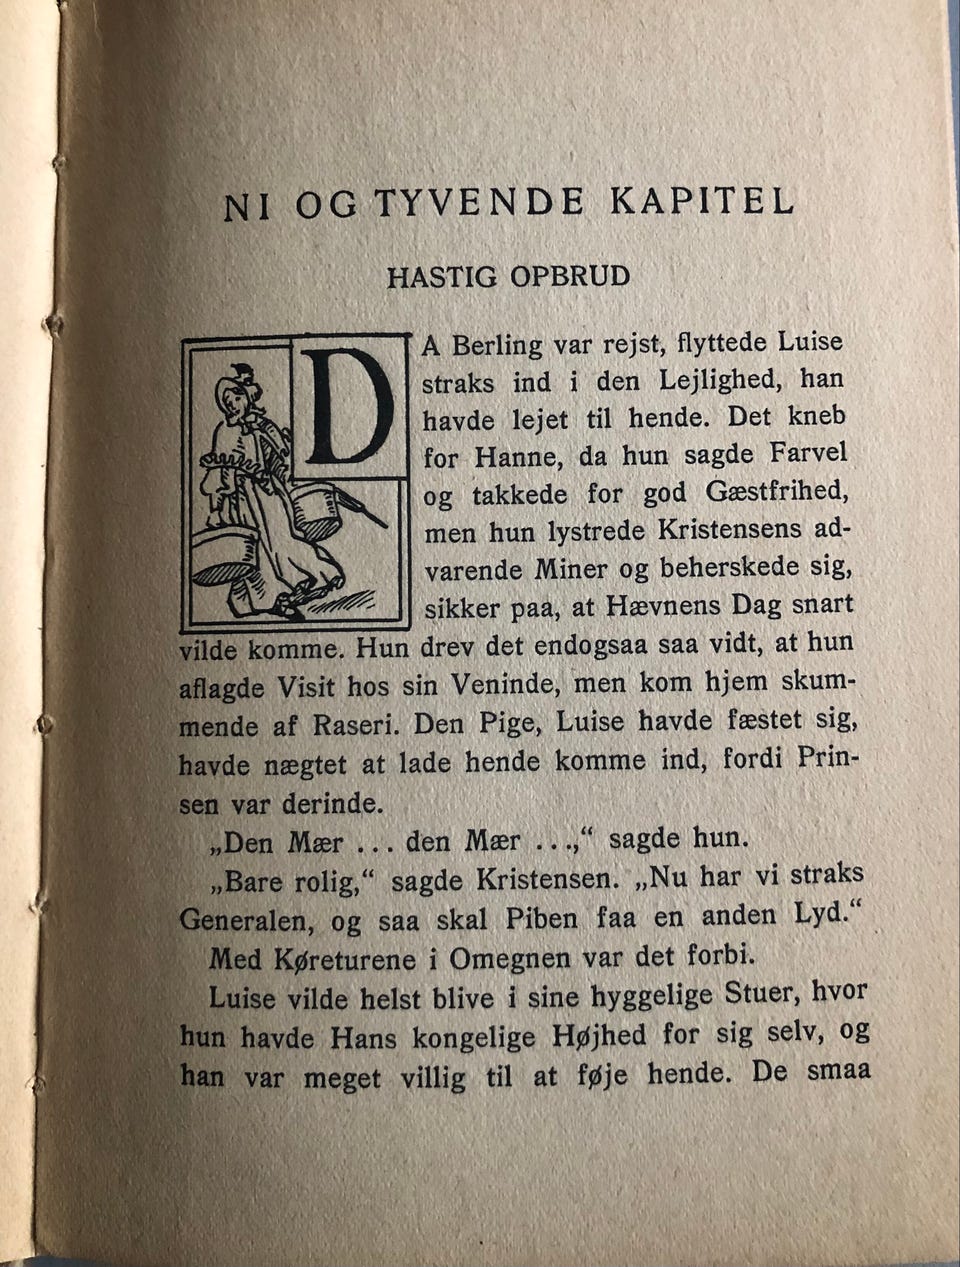 NI OG TYVENDE KAPITEL
HASTIG OPBRUD
DA Berling var rejst, flyttede Luise
straks ind i den Lejlighed, han
havde lejet til hende. Det kneb
for Hanne, da hun sagde Farvel
og takkede for god Gæstfrihed,
men hun lystrede Kristensens ad-
varende Miner og beherskede sig,
sikker paa, at Hævnens Dag snart
vilde komme. Hun drev det endogsaa saa vidt, at hun
aflagde Visit hos sin Veninde, men kom hjem skum-
mende af Raseri. Den Pige, Luise havde fæstet sig,
havde nægtet at lade hende komme ind, fordi Prin-
sen var derinde.
„Den Mær ... den Mær ...,“ sagde hun.
„Bare rolig,“ sagde Kristensen. „Nu har vi straks
Generalen, og saa skal Piben faa en anden Lyd.“
Med Køreturene i Omegnen var det forbi.
Luise vilde helst blive i sine hyggelige Stuer, hvor
hun havde Hans kongelige Højhed for sig selv, og
han var meget villig til at føje hende. De smaa